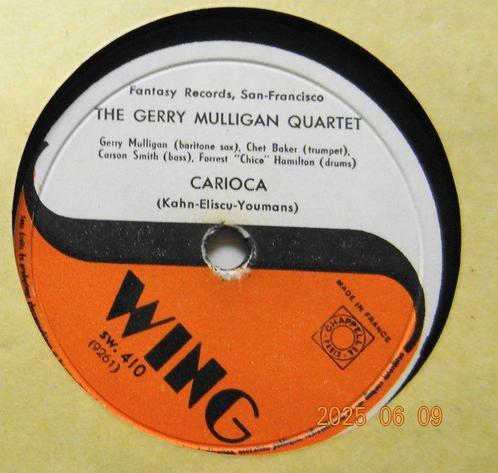 Fantasy Records, San-Francisco
THE GERRY MULLIGAN QUARTET
Gerry Mulligan (baritone sax), Chet Baker (trumpet),
Carson Smith (bass), Forrest "Chico" Hamilton (drums)
CARIOCA
(Kahn-Eliscu-Youmans)
WING
SW. 410
(9261)
MADE IN FRANCE
CHAPPELL
PARIS
2025 06 09